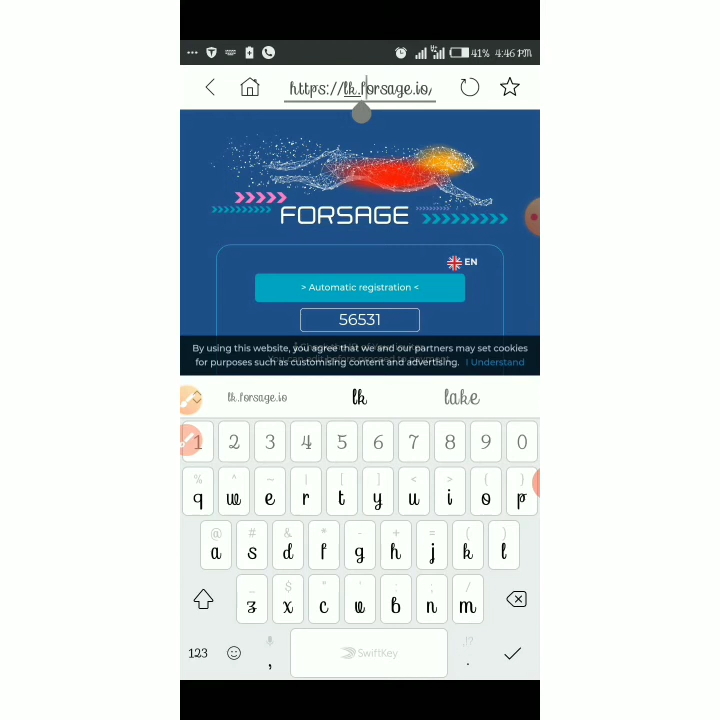 ... 41% 4:46 PM
https://lk.forsage.io/
FORSAGE
EN
> Automatic registration <
56531
By using this website, you agree that we and our partners may set cookies
for purposes such as customising content and advertising. I Understand
lk.forsage.io lk lake
1 2 3 4 5 6 7 8 9 0
% ^ ~ | [ ] < > { }
q w e r t y u i o p
@ # & * - + = ( )
a s d f g h j k l
_ $ " ' : ; /
z x c v b n m
123 , SwiftKey ,!? .